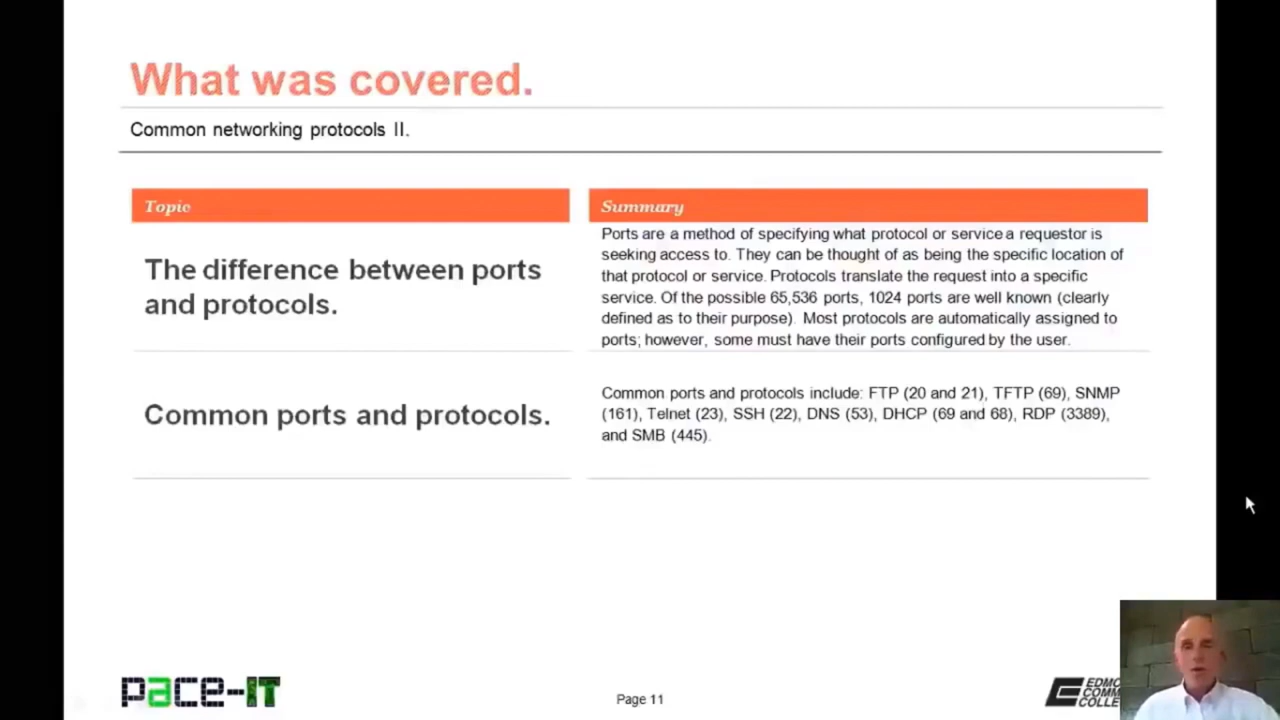 What was covered.
Common networking protocols II.
Topic
Summary
The difference between ports
and protocols.
Ports are a method of specifying what protocol or service a requestor is
seeking access to. They can be thought of as being the specific location of
that protocol or service. Protocols translate the request into a specific
service. Of the possible 65,536 ports, 1024 ports are well known (clearly
defined as to their purpose). Most protocols are automatically assigned to
ports; however, some must have their ports configured by the user.
Common ports and protocols.
Common ports and protocols include: FTP (20 and 21), TFTP (69), SNMP
(161), Telnet (23), SSH (22), DNS (53), DHCP (69 and 68), RDP (3389),
and SMB (445).
pace-IT
Page 11
EDMO
COMM
COLLE